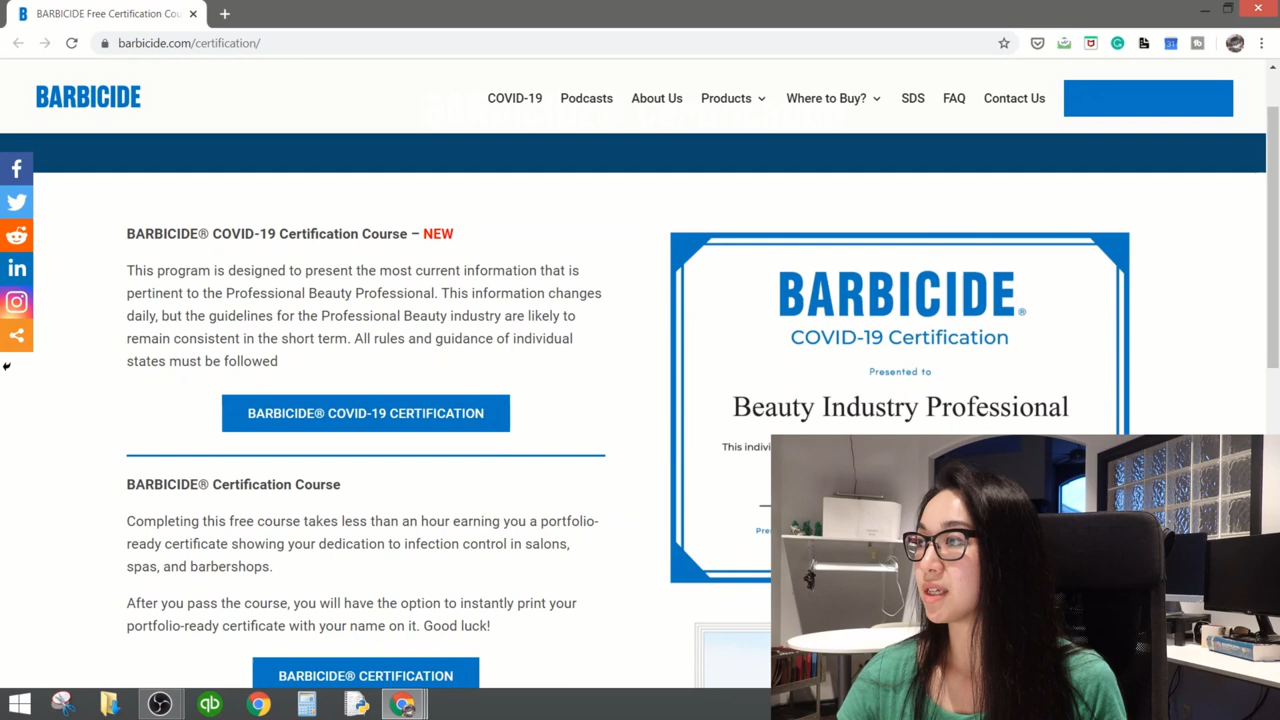 BARBICIDE Free Certification Cou
barbicide.com/certification/
BARBICIDE
COVID-19
Podcasts
About Us
Products
Where to Buy?
SDS
FAQ
Contact Us
BARBICIDE® COVID-19 Certification Course – NEW
This program is designed to present the most current information that is
pertinent to the Professional Beauty Professional. This information changes
daily, but the guidelines for the Professional Beauty industry are likely to
remain consistent in the short term. All rules and guidance of individual
states must be followed
BARBICIDE® COVID-19 CERTIFICATION
BARBICIDE® Certification Course
Completing this free course takes less than an hour earning you a portfolio-
ready certificate showing your dedication to infection control in salons,
spas, and barbershops.
After you pass the course, you will have the option to instantly print your
portfolio-ready certificate with your name on it. Good luck!
BARBICIDE® CERTIFICATION
BARBICIDE®
COVID-19 Certification
Presented to
Beauty Industry Professional
This indivi
Pres